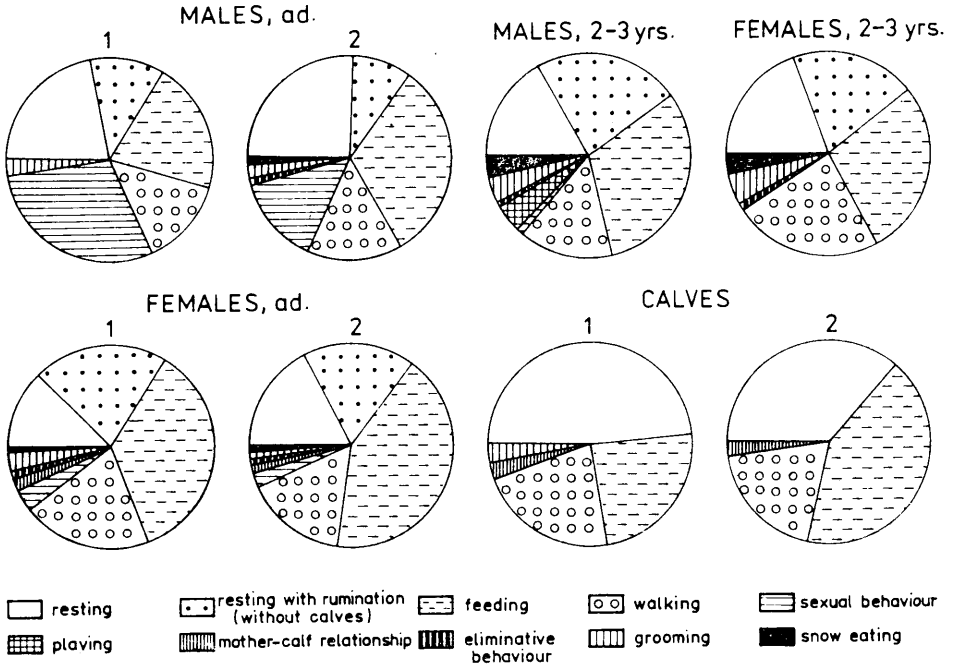 MALES, ad.
1
2
MALES, 2-3 yrs.
FEMALES, 2-3 yrs.
FEMALES, ad.
1
2
CALVES
1
2
resting
resting with rumination
(without calves)
feeding
walking
sexual behaviour
plaving
mother-calf relationship
eliminative
behaviour
grooming
snow eating